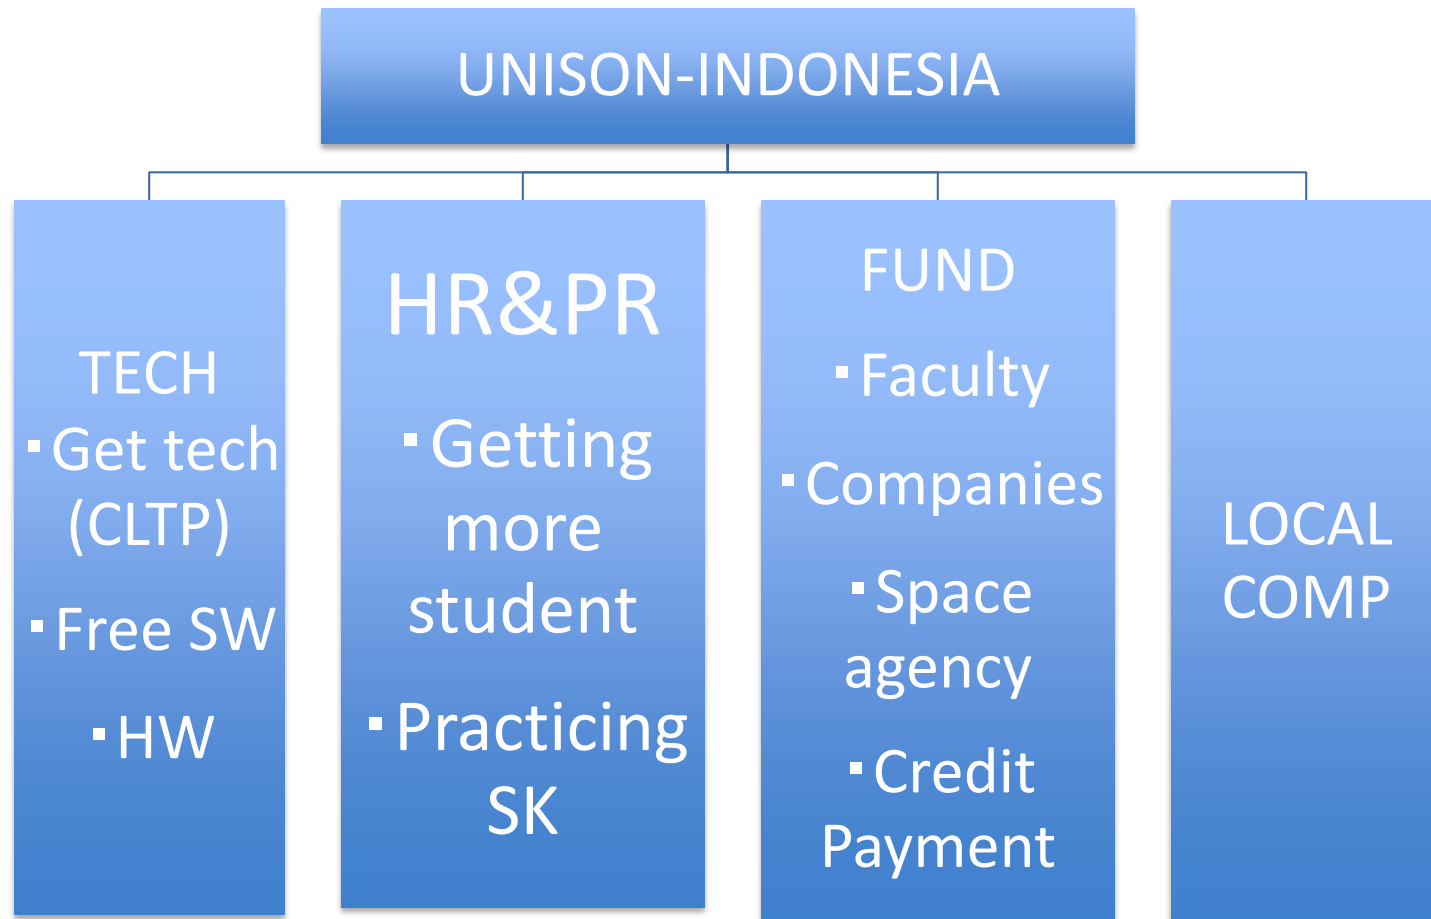 UNISON-INDONESIA
TECH
▪ Get tech
(CLTP)
▪ Free SW
▪ HW
HR&PR
▪ Getting
more
student
▪ Practicing
SK
FUND
▪ Faculty
▪ Companies
▪ Space
agency
▪ Credit
Payment
LOCAL
COMP